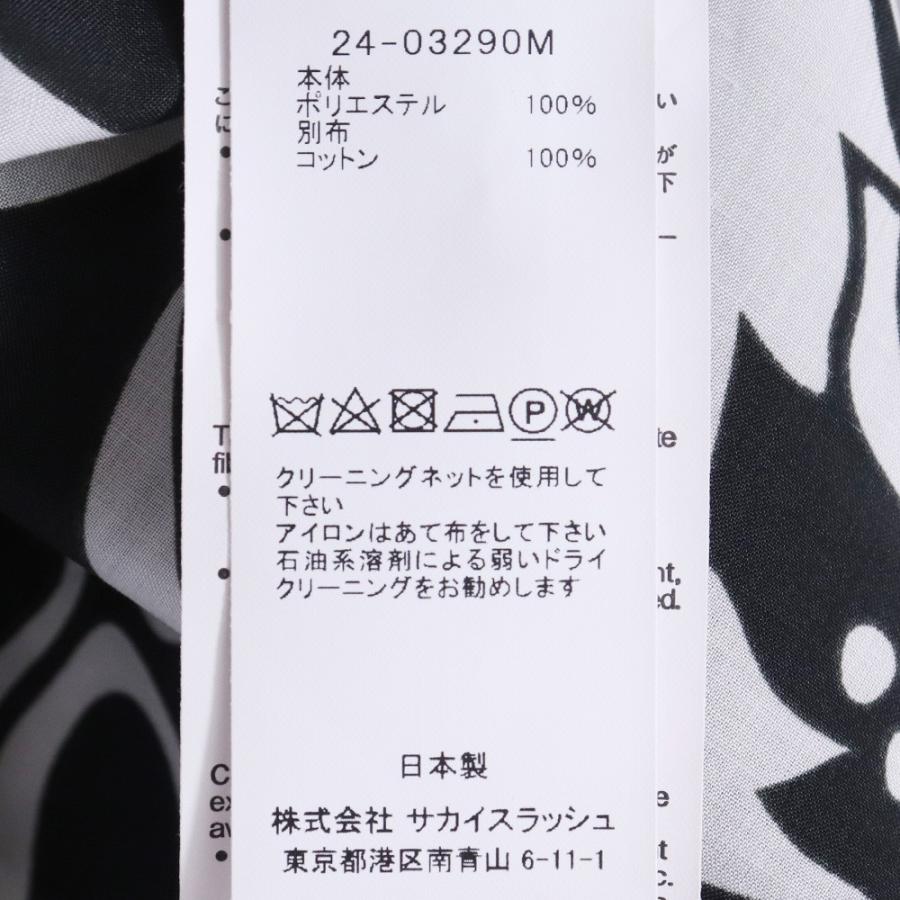 24-03290M
本体
ポリエステル 100%
別布
コットン 100%
P
W
クリーニングネットを使用して
下さい
アイロンはあて布をして下さい
石油系溶剤による弱いドライ
クリーニングをお勧めします
日本製
株式会社 サカイスラッシュ
東京都港区南青山 6-11-1